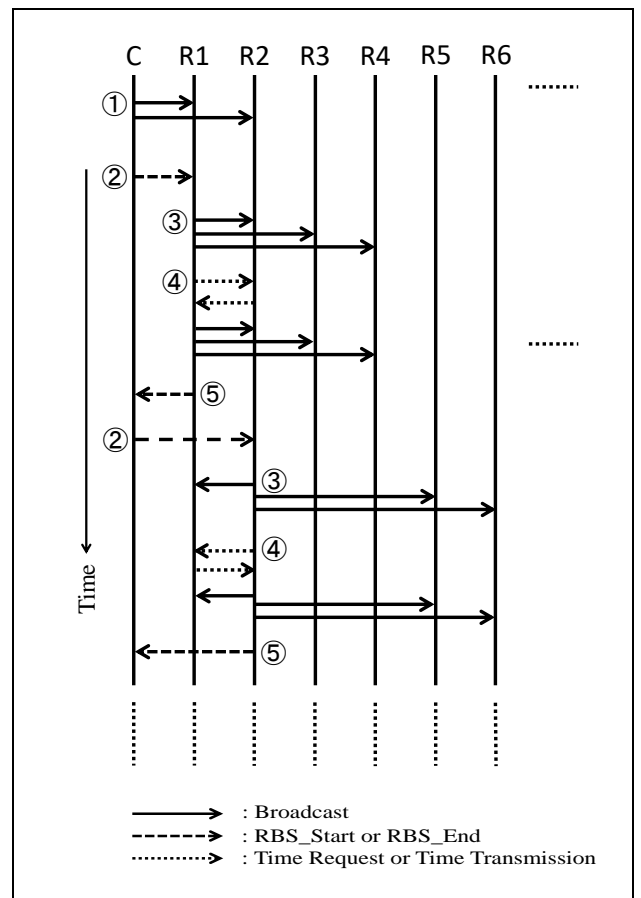 C R1 R2 R3 R4 R5 R6
①
②
③
④
⑤
②
③
④
⑤
Time
: Broadcast
: RBS_Start or RBS_End
: Time Request or Time Transmission